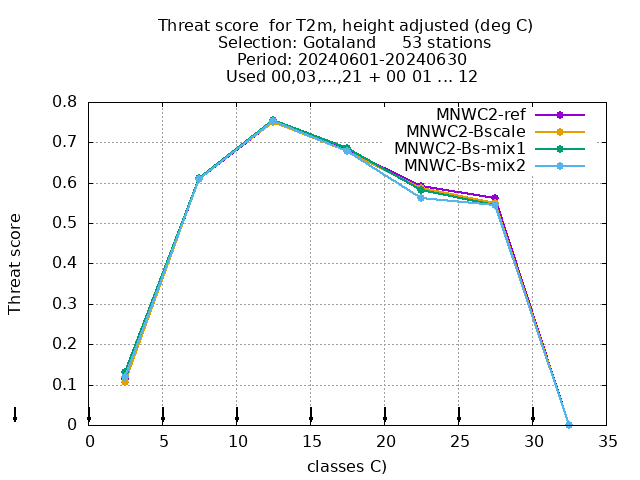 Threat score  for T2m, height adjusted (deg C)
Selection: Gotaland     53 stations
Period: 20240601-20240630
Used 00,03,...,21 + 00 01 ... 12
MNWC2-ref
MNWC2-Bscale
MNWC2-Bs-mix1
MNWC-Bs-mix2
Threat score
0.8
0.7
0.6
0.5
0.4
0.3
0.2
0.1
0
0 5 10 15 20 25 30 35
classes C)